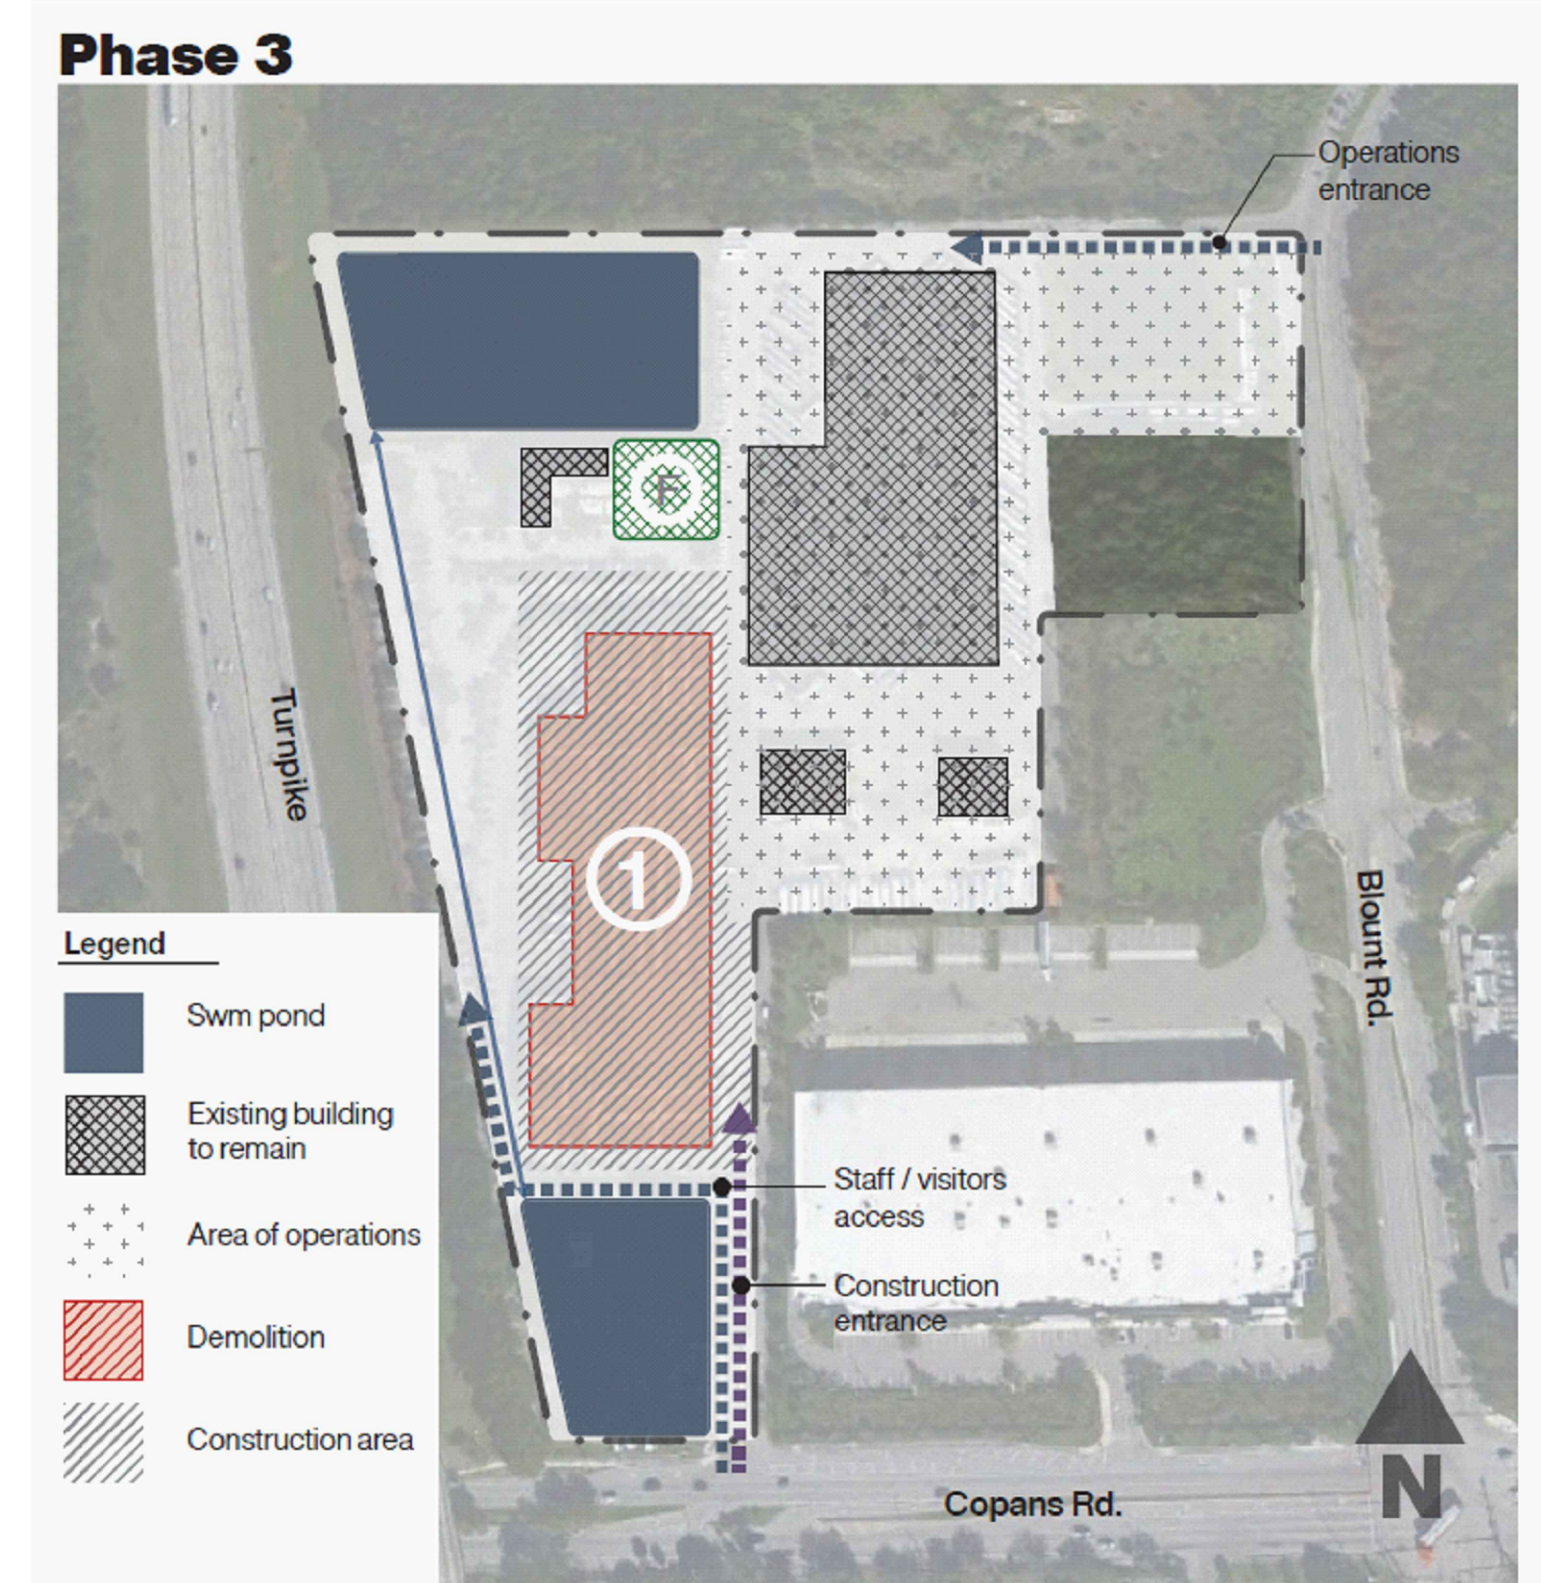 Phase 3
Operations
entrance
F
Turnpike
1
Blount Rd.
Legend
Swm pond
Existing building
to remain
Area of operations
Demolition
Construction area
Staff / visitors
access
Construction
entrance
Copans Rd.
N